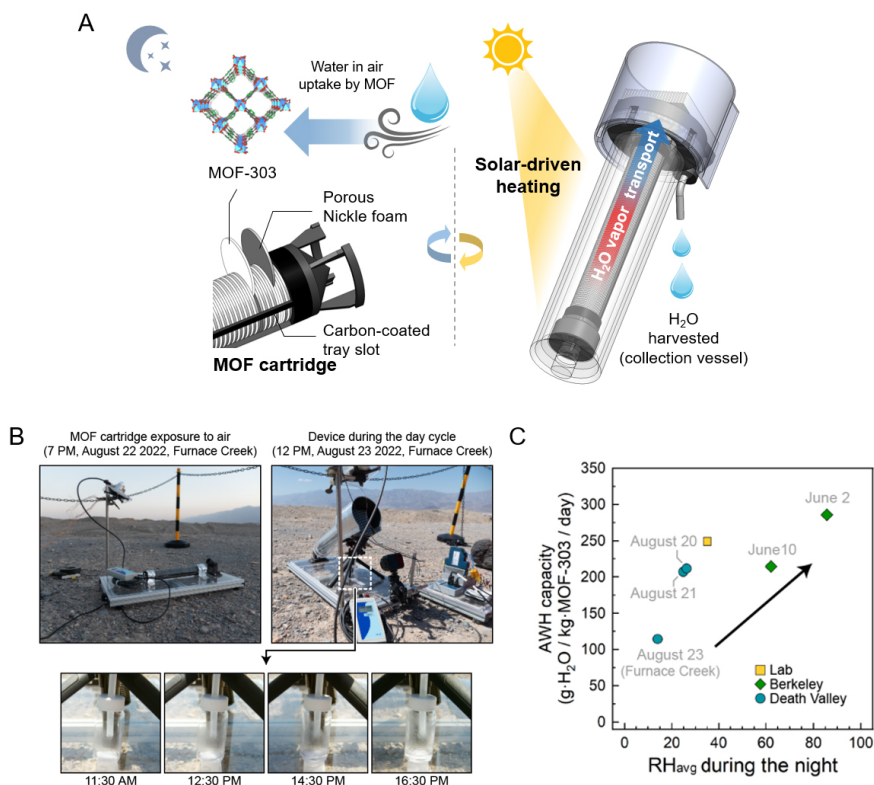 A
Water in air
uptake by MOF
MOF-303
Porous
Nickle foam
Carbon-coated
tray slot
MOF cartridge
Solar-driven
heating
H₂O vapor transport
H₂O
harvested
(collection vessel)
B
MOF cartridge exposure to air
(7 PM, August 22 2022, Furnace Creek)
Device during the day cycle
(12 PM, August 23 2022, Furnace Creek)
11:30 AM
12:30 PM
14:30 PM
16:30 PM
C
AWH capacity
(g·H₂O / kg·MOF-303 / day)
350
300
250
200
150
100
50
0
June 2
August 20
June10
August 21
August 23
(Furnace Creek)
Lab
Berkeley
Death Valley
0 20 40 60 80 100
RHavg during the night